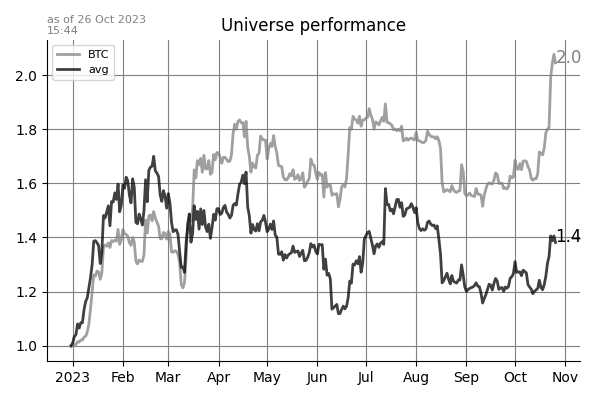 as of 26 Oct 2023
15:44
Universe performance
BTC
avg
2.0
1.8
1.6
1.4
1.2
1.0
2.0
1.4
2023 Feb Mar Apr May Jun Jul Aug Sep Oct Nov